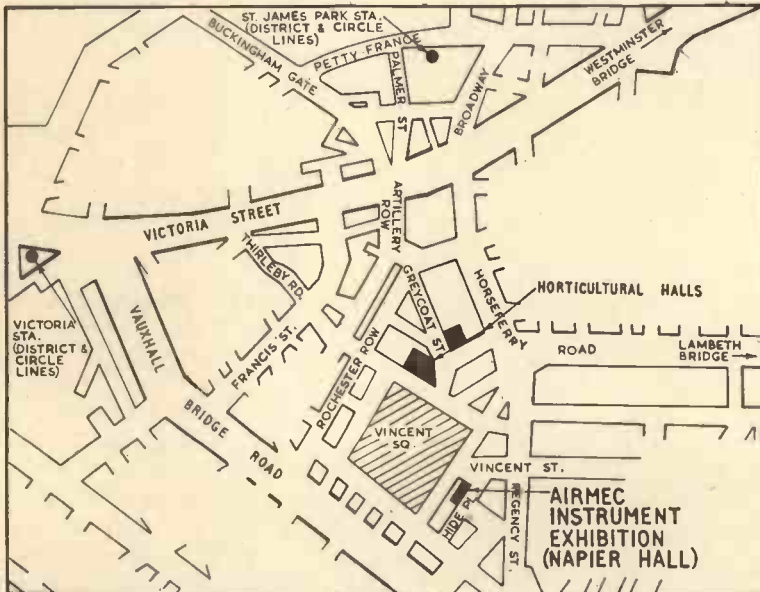 ST. JAMES PARK STA.
(DISTRICT & CIRCLE
LINES)
BUCKINGHAM GATE
PETTY FRANCE
PALMER ST
BROADWAY
WESTMINSTER
BRIDGE
VICTORIA STREET
ARTILLERY
ROW
THIRLEBY RD.
VICTORIA
STA.
(DISTRICT &
CIRCLE
LINES)
VAUXHALL
BRIDGE
ROAD
FRANCIS ST.
ROCHESTER ROW
GREYCOAT ST
HORSEFERRY
ROAD
HORTICULTURAL HALLS
LAMBETH
BRIDGE
VINCENT
SQ.
VINCENT ST.
HIDE PL.
REGENCY ST.
AIRMEC
INSTRUMENT
EXHIBITION
(NAPIER HALL)